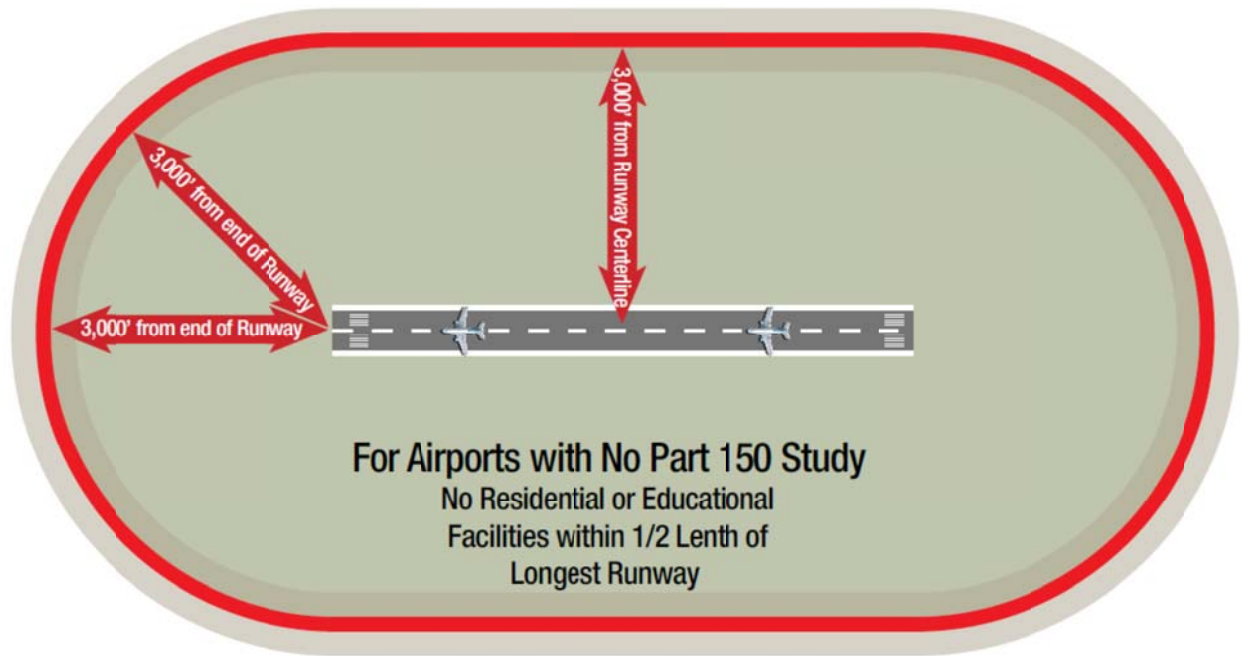 3,000' from Runway Centerline
3,000' from end of Runway
3,000' from end of Runway
For Airports with No Part 150 Study
No Residential or Educational
Facilities within 1/2 Lenth of
Longest Runway